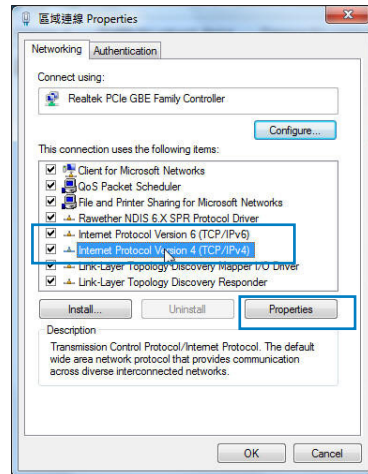 區域連線 Properties
Networking Authentication
Connect using:
Realtek PCIe GBE Family Controller
Configure...
This connection uses the following items:
Client for Microsoft Networks
QoS Packet Scheduler
File and Printer Sharing for Microsoft Networks
Rawether NDIS 6.X SPR Protocol Driver
Internet Protocol Version 6 (TCP/IPv6)
Internet Protocol Version 4 (TCP/IPv4)
Link-Layer Topology Discovery Mapper I/O Driver
Link-Layer Topology Discovery Responder
Install... Uninstall Properties
Description
Transmission Control Protocol/Internet Protocol. The default
wide area network protocol that provides communication
across diverse interconnected networks.
OK Cancel